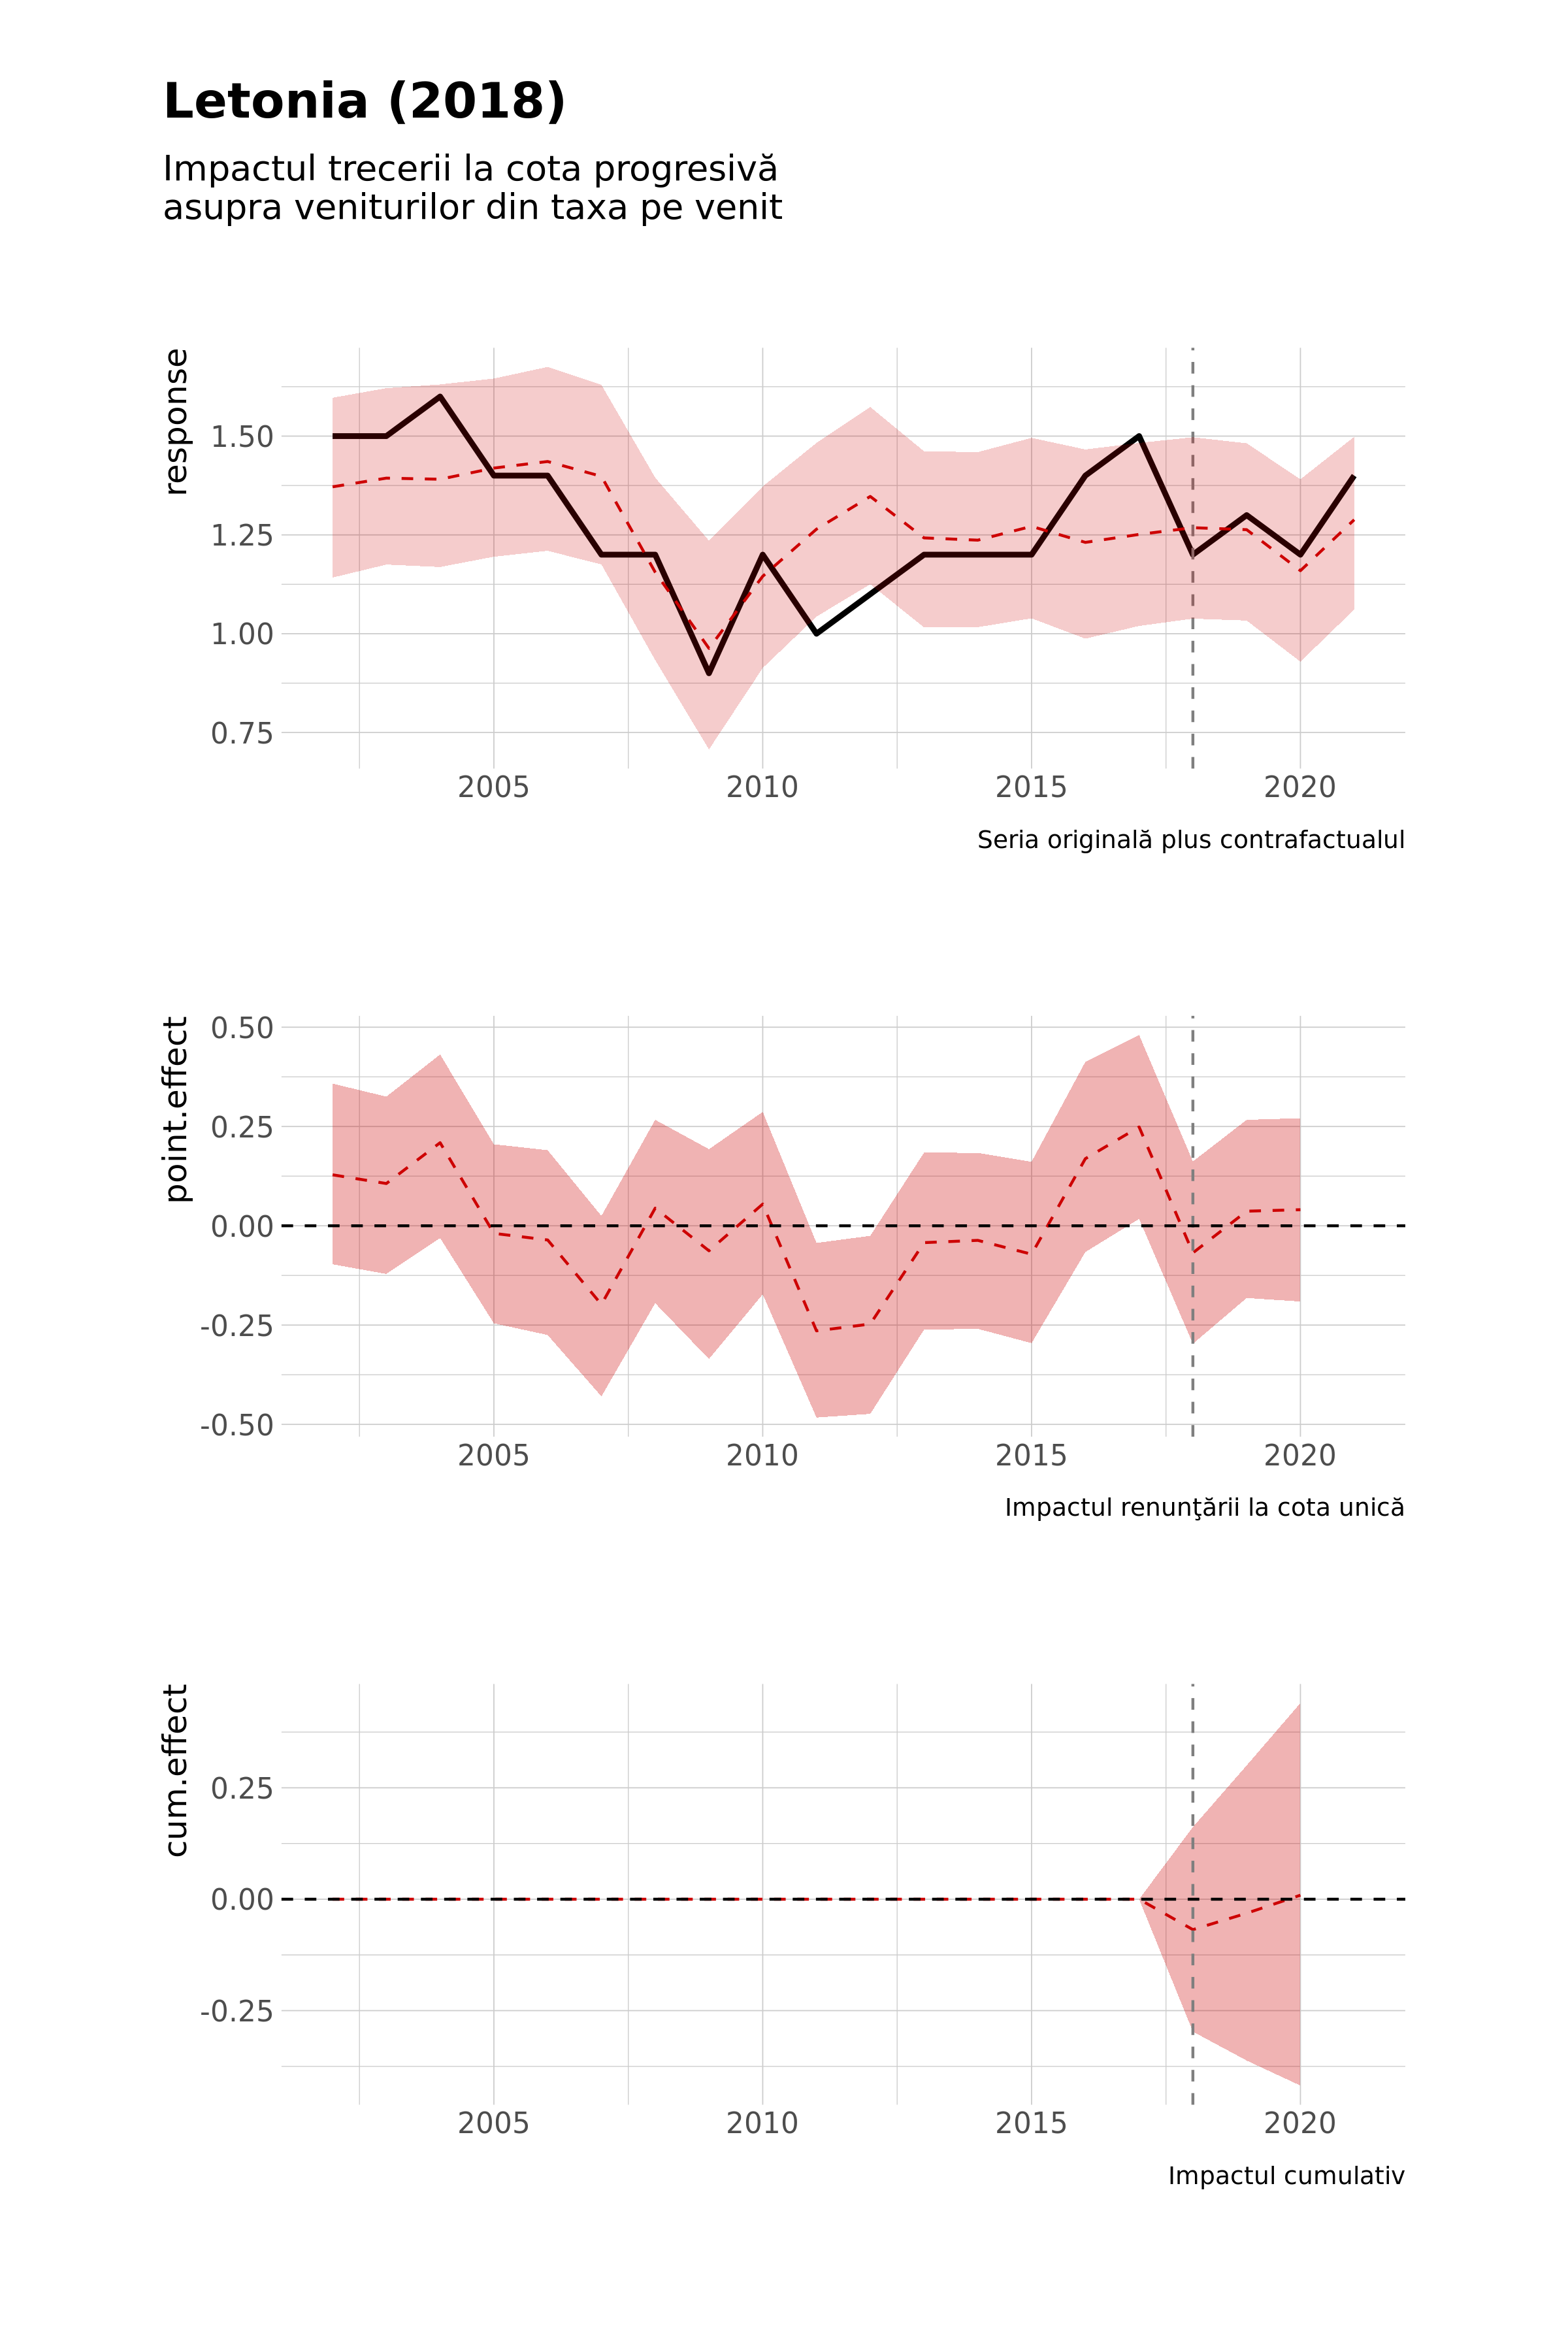 Letonia (2018)
Impactul trecerii la cota progresivă
asupra veniturilor din taxa pe venit
response
1.50
1.25
1.00
0.75
2005 2010 2015 2020
Seria originală plus contrafactualul
point.effect
0.50
0.25
0.00
-0.25
-0.50
2005 2010 2015 2020
Impactul renunţării la cota unică
cum.effect
0.25
0.00
-0.25
2005 2010 2015 2020
Impactul cumulativ